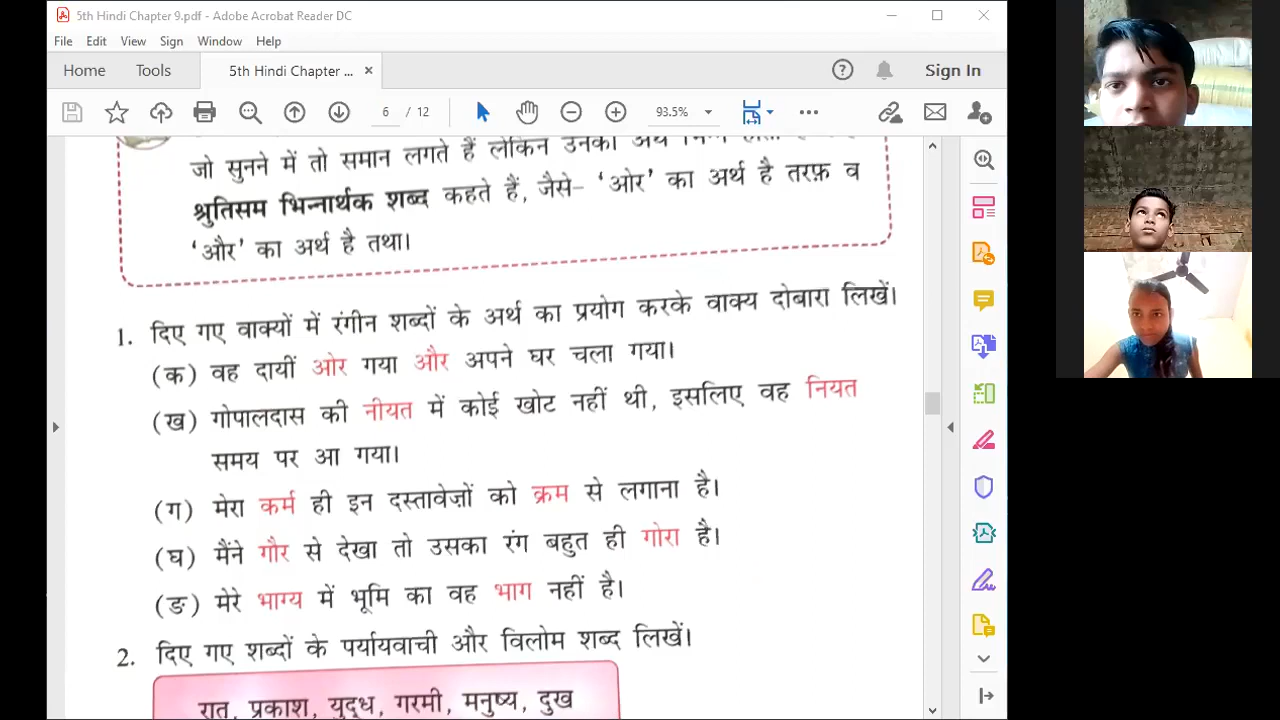 5th Hindi Chapter 9.pdf - Adobe Acrobat Reader DC
File Edit View Sign Window Help
Home Tools 5th Hindi Chapter ... × Sign In
6 / 12 93.5%
जो सुनने में तो समान लगते हैं लेकिन उनका अर्थ भिन्न
श्रुतिसम भिन्नार्थक शब्द कहते हैं, जैसे– ‘ओर’ का अर्थ है तरफ़ व
‘और’ का अर्थ है तथा।
1. दिए गए वाक्यों में रंगीन शब्दों के अर्थ का प्रयोग करके वाक्य दोबारा लिखें।
(क) वह दायीं ओर गया और अपने घर चला गया।
(ख) गोपालदास की नीयत में कोई खोट नहीं थी, इसलिए वह नियत
समय पर आ गया।
(ग) मेरा कर्म ही इन दस्तावेज़ों को क्रम से लगाना है।
(घ) मैंने गौर से देखा तो उसका रंग बहुत ही गोरा है।
(ङ) मेरे भाग्य में भूमि का वह भाग नहीं है।
2. दिए गए शब्दों के पर्यायवाची और विलोम शब्द लिखें।
रात, प्रकाश, युद्ध, गरमी, मनुष्य, दुख